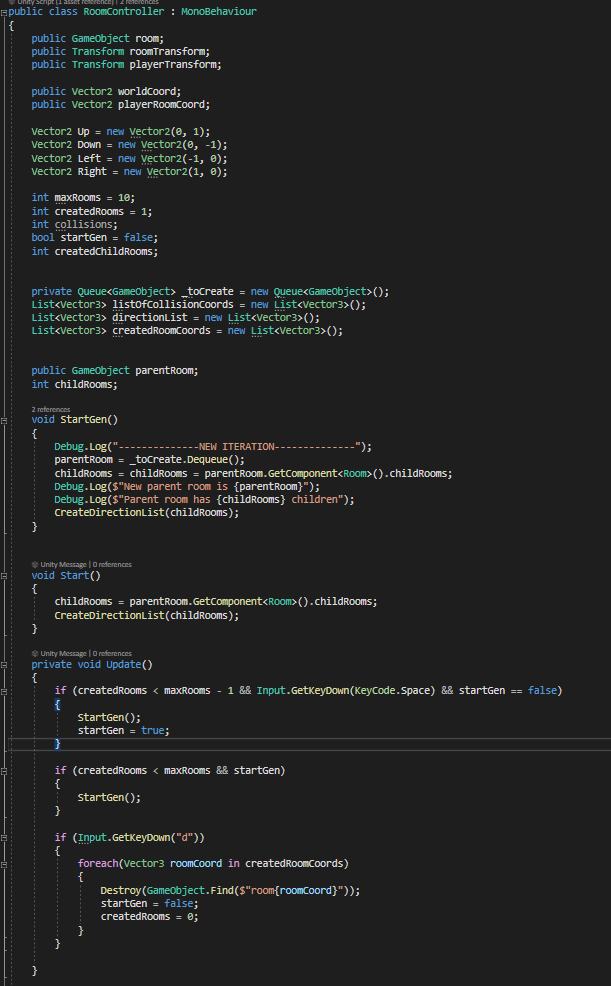 Unity Script (1 asset reference) | 2 references
public class RoomController : MonoBehaviour
{
public GameObject room;
public Transform roomTransform;
public Transform playerTransform;
public Vector2 worldCoord;
public Vector2 playerRoomCoord;
Vector2 Up = new Vector2(0, 1);
Vector2 Down = new Vector2(0, -1);
Vector2 Left = new Vector2(-1, 0);
Vector2 Right = new Vector2(1, 0);
int maxRooms = 10;
int createdRooms = 1;
int collisions;
bool startGen = false;
int createdChildRooms;
private Queue<GameObject> _toCreate = new Queue<GameObject>();
List<Vector3> listOfCollisionCoords = new List<Vector3>();
List<Vector3> directionList = new List<Vector3>();
List<Vector3> createdRoomCoords = new List<Vector3>();
public GameObject parentRoom;
int childRooms;
2 references
void StartGen()
{
Debug.Log("--------------NEW ITERATION--------------");
parentRoom = _toCreate.Dequeue();
childRooms = childRooms = parentRoom.GetComponent<Room>().childRooms;
Debug.Log($"New parent room is {parentRoom}");
Debug.Log($"Parent room has {childRooms} children");
CreateDirectionList(childRooms);
}
Unity Message | 0 references
void Start()
{
childRooms = parentRoom.GetComponent<Room>().childRooms;
CreateDirectionList(childRooms);
}
Unity Message | 0 references
private void Update()
{
if (createdRooms < maxRooms - 1 && Input.GetKeyDown(KeyCode.Space) && startGen == false)
{
StartGen();
startGen = true;
}
if (createdRooms < maxRooms && startGen)
{
StartGen();
}
if (Input.GetKeyDown("d"))
{
foreach(Vector3 roomCoord in createdRoomCoords)
{
Destroy(GameObject.Find($"room{roomCoord}"));
startGen = false;
createdRooms = 0;
}
}
}